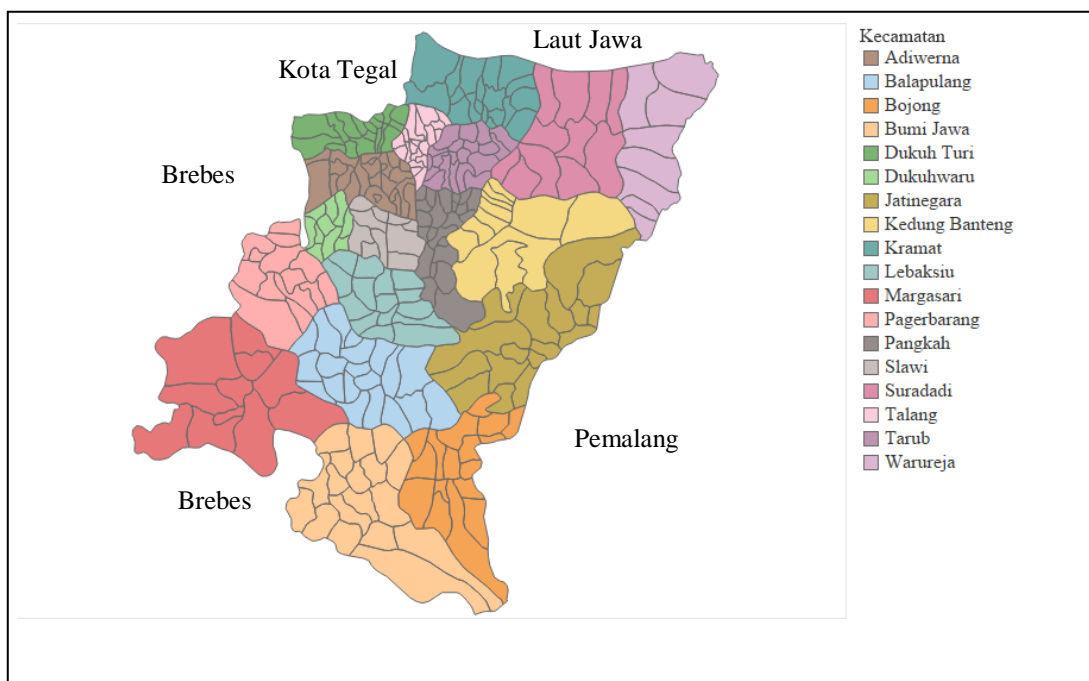 Laut Jawa
Kota Tegal
Brebes
Pemalang
Brebes
Kecamatan
Adiwerna
Balapulang
Bojong
Bumi Jawa
Dukuh Turi
Dukuhwaru
Jatinegara
Kedung Banteng
Kramat
Lebaksiu
Margasari
Pagerbarang
Pangkah
Slawi
Suradadi
Talang
Tarub
Warureja